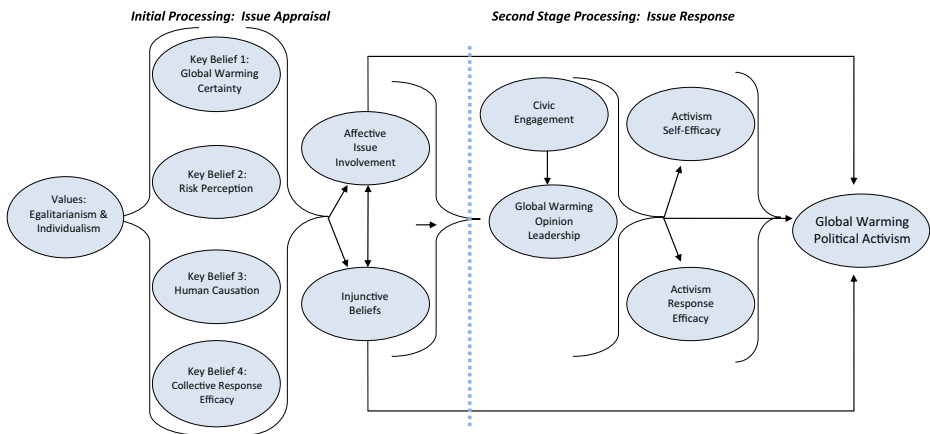 Initial Processing: Issue Appraisal
Second Stage Processing: Issue Response
Key Belief 1:
Global Warming
Certainty
Key Belief 2:
Risk Perception
Values:
Egalitarianism &
Individualism
Key Belief 3:
Human Causation
Key Belief 4:
Collective Response
Efficacy
Affective
Issue
Involvement
Injunctive
Beliefs
Civic
Engagement
Global Warming
Opinion
Leadership
Activism
Self-Efficacy
Activism
Response
Efficacy
Global Warming
Political Activism